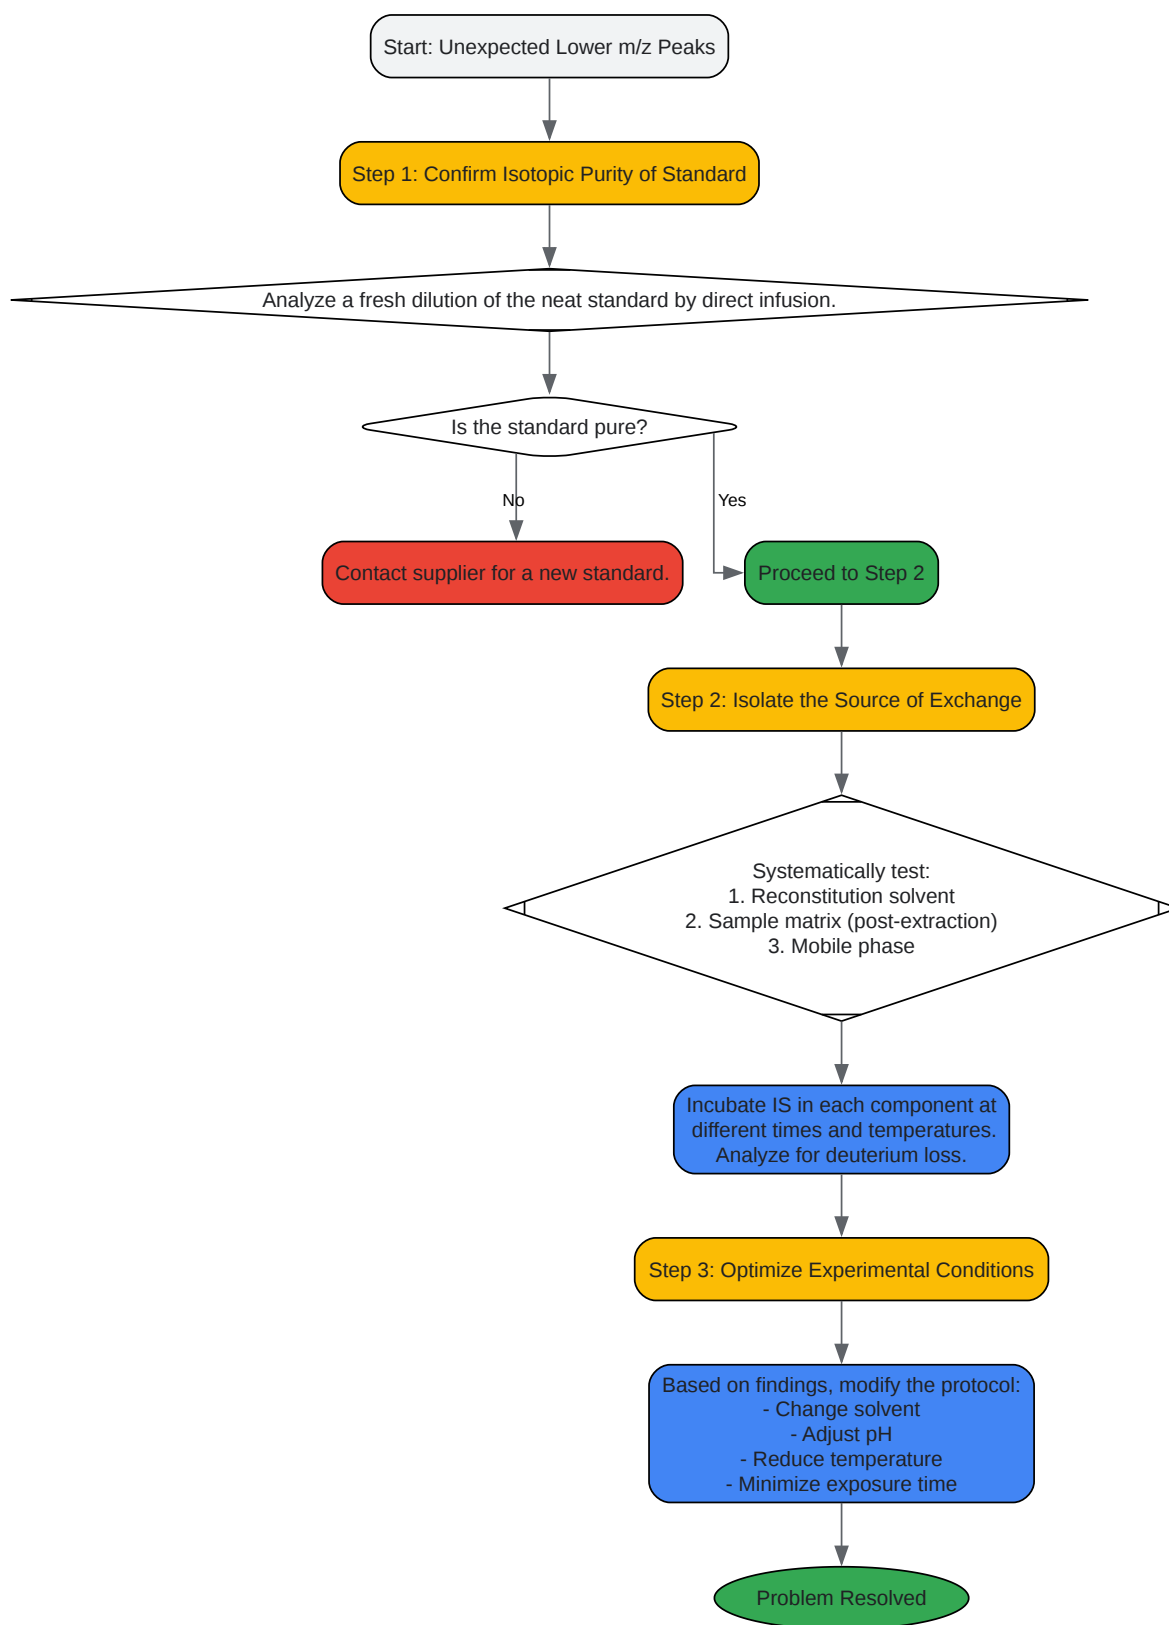 Start: Unexpected Lower m/z Peaks
Step 1: Confirm Isotopic Purity of Standard
Analyze a fresh dilution of the neat standard by direct infusion.
Is the standard pure?
No
Yes
Contact supplier for a new standard.
Proceed to Step 2
Step 2: Isolate the Source of Exchange
Systematically test:
1. Reconstitution solvent
2. Sample matrix (post-extraction)
3. Mobile phase
Incubate IS in each component at
different times and temperatures.
Analyze for deuterium loss.
Step 3: Optimize Experimental Conditions
Based on findings, modify the protocol:
- Change solvent
- Adjust pH
- Reduce temperature
- Minimize exposure time
Problem Resolved